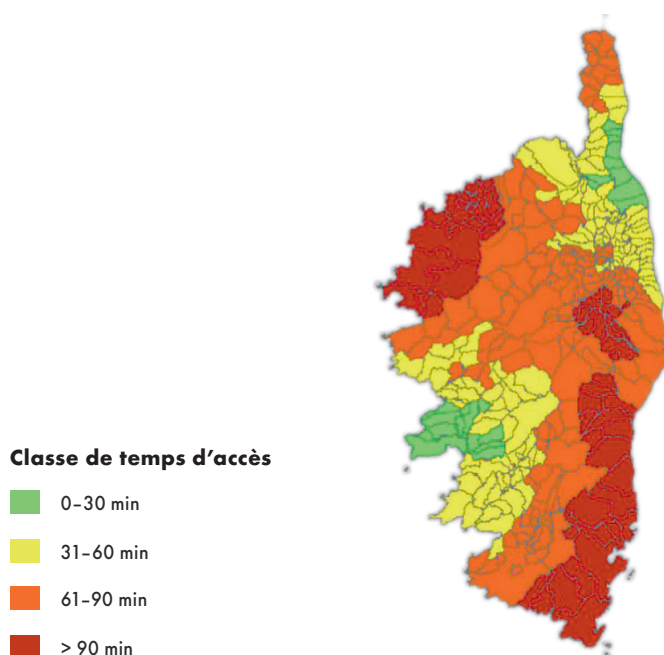 Classe de temps d’accès
0–30 min
31–60 min
61–90 min
> 90 min